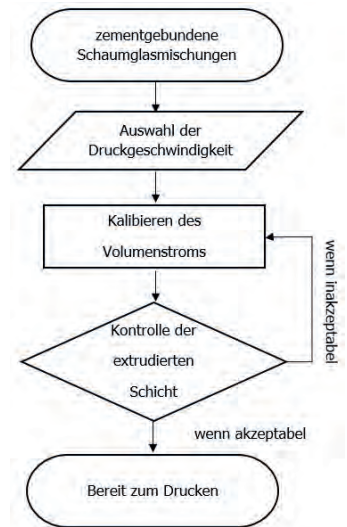 zementgebundene
Schaumglasmischungen
Auswahl der
Druckgeschwindigkeit
Kalibieren des
Volumenstroms
wenn inakzeptabel
Kontrolle der
extrudierten
Schicht
wenn akzeptabel
Bereit zum Drucken